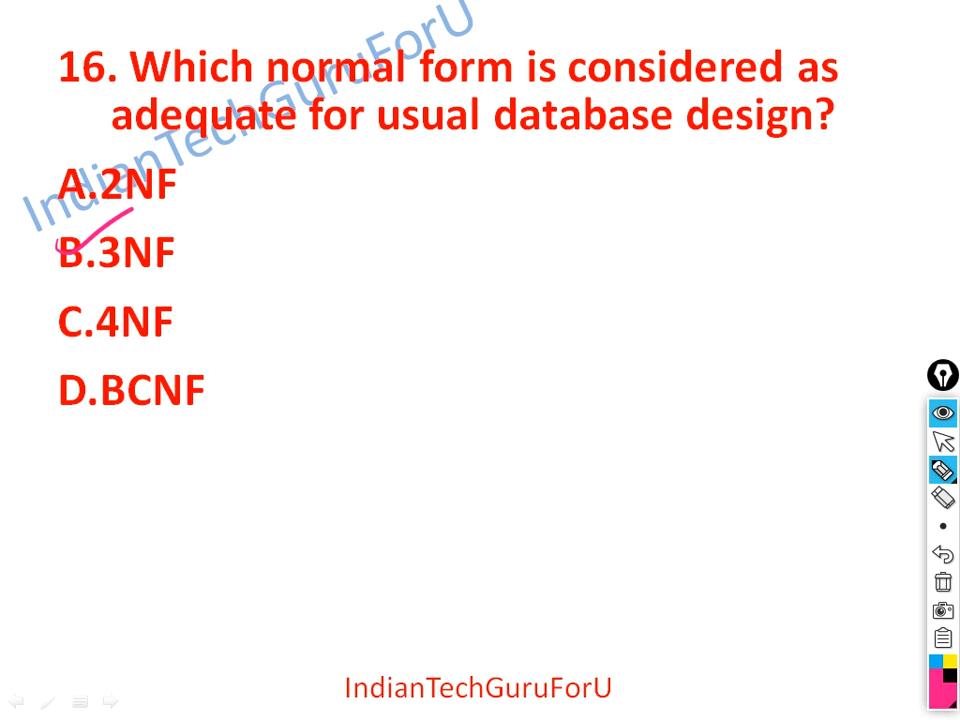 16. Which normal form is considered as
adequate for usual database design?
IndianTechGuruForU
A.2NF
B.3NF
C.4NF
D.BCNF
IndianTechGuruForU